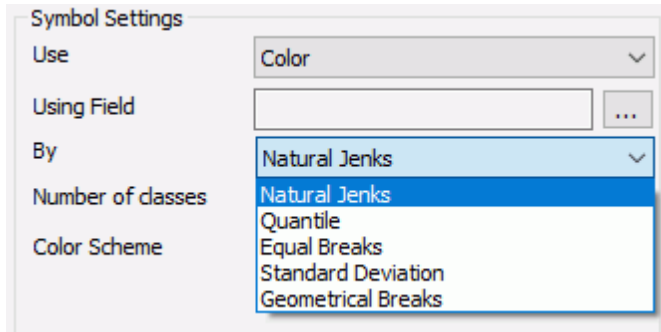 Symbol Settings
Use Color
Using Field ...
By Natural Jenks
Number of classes Natural Jenks
Quantile
Color Scheme Equal Breaks
Standard Deviation
Geometrical Breaks